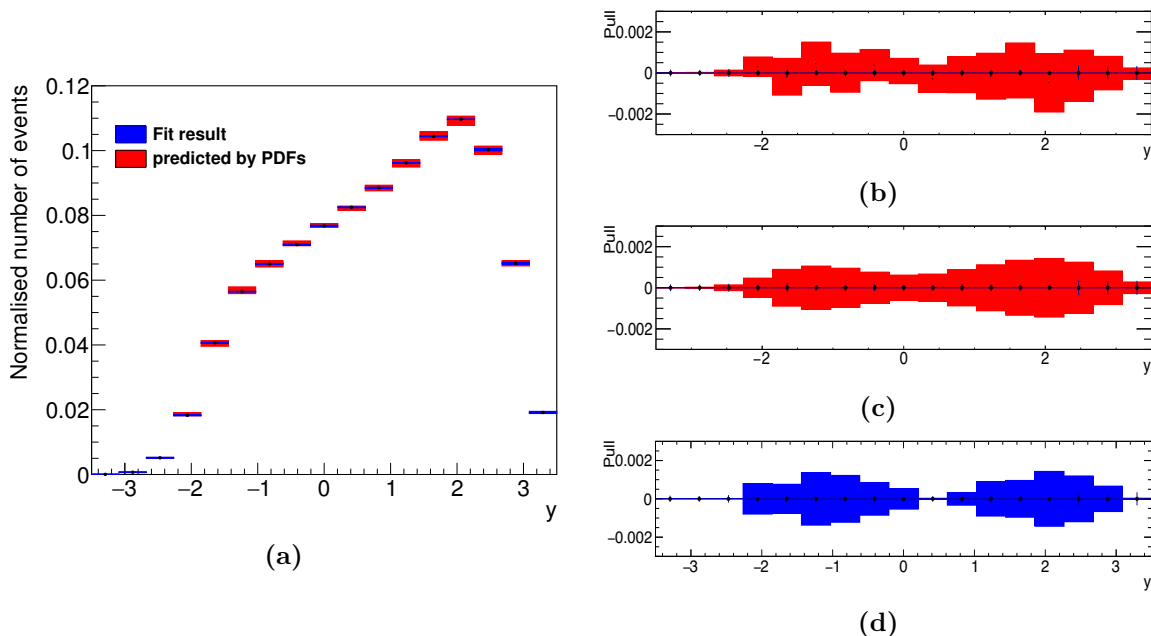 Normalised number of events
0.12
0.1
0.08
0.06
0.04
0.02
0
Fit result
predicted by PDFs
−3 −2 −1 0 1 2 3
y
(a)
Pull
0.002
0
−0.002
−2 0 2
y
(b)
Pull
0.002
0
−0.002
−2 0 2
y
(c)
Pull
0.002
0
−0.002
−3 −2 −1 0 1 2 3
y
(d)